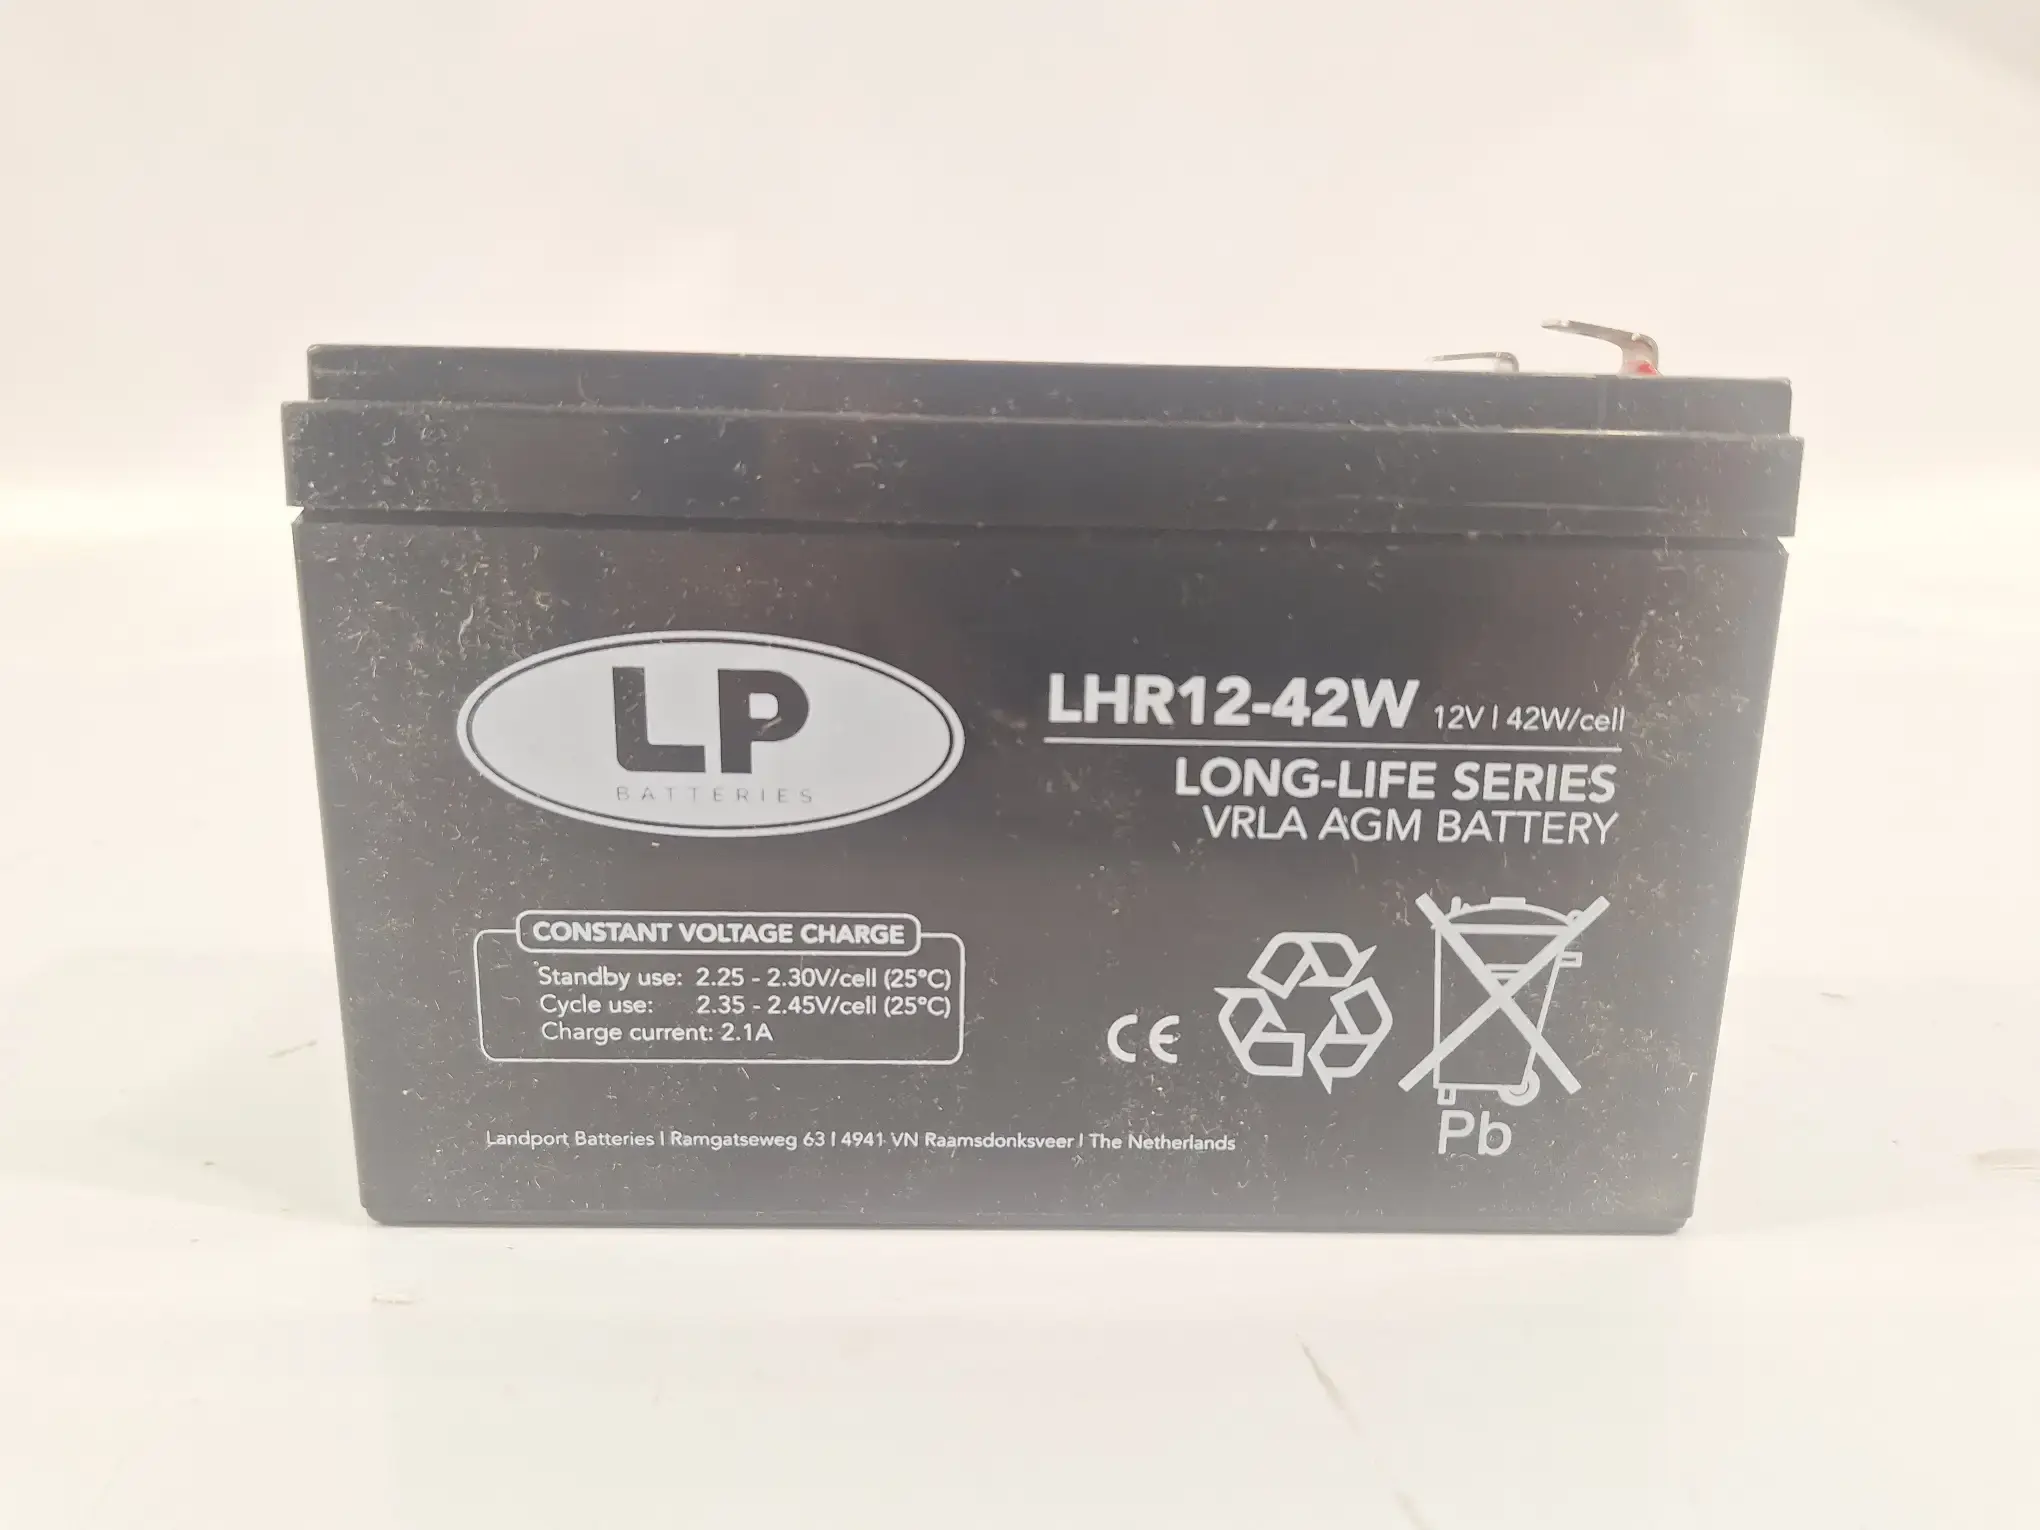 LP
BATTERIES
LHR12-42W 12V | 42W/cell
LONG-LIFE SERIES
VRLA AGM BATTERY
CONSTANT VOLTAGE CHARGE
Standby use: 2.25 - 2.30V/cell (25°C)
Cycle use: 2.35 - 2.45V/cell (25°C)
Charge current: 2.1A
CE
Pb
Landport Batteries | Ramgatseweg 63 | 4941 VN Raamsdonksveer | The Netherlands